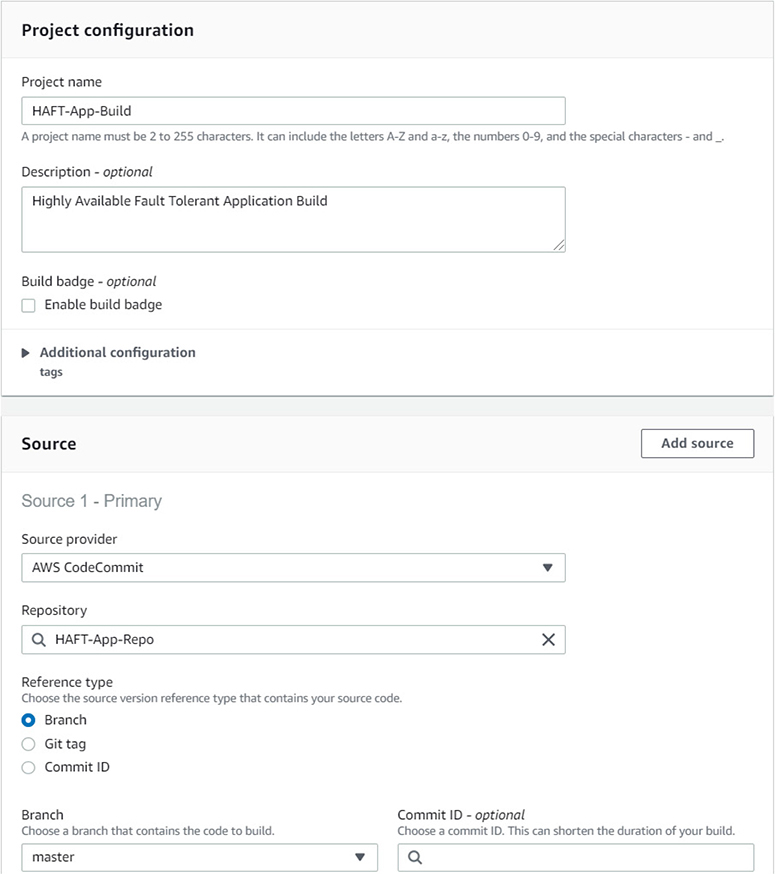 Project configuration
Project name
HAFT-App-Build
A project name must be 2 to 255 characters. It can include the letters A-Z and a-z, the numbers 0-9, and the special characters - and _.
Description - optional
Highly Available Fault Tolerant Application Build
Build badge - optional
Enable build badge
Additional configuration
tags
Source
Add source
Source 1 - Primary
Source provider
AWS CodeCommit
Repository
HAFT-App-Repo
Reference type
Choose the source version reference type that contains your source code.
Branch
Git tag
Commit ID
Branch
Choose a branch that contains the code to build.
master
Commit ID - optional
Choose a commit ID. This can shorten the duration of your build.